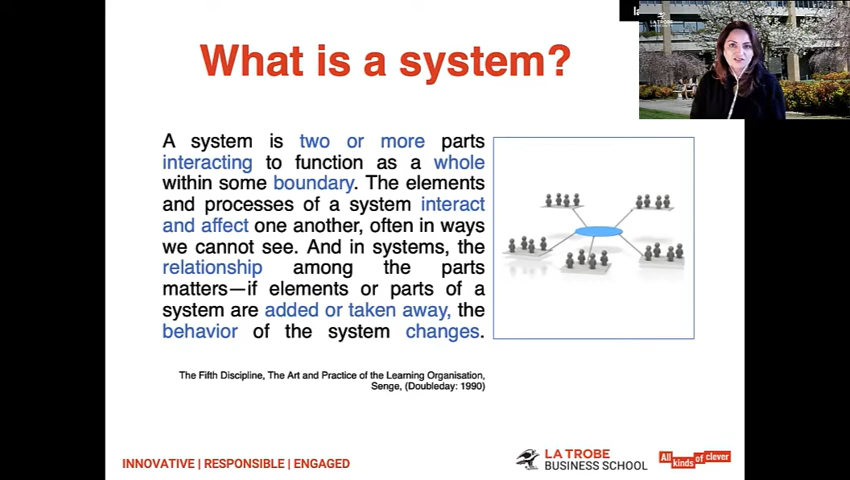 What is a system?
LA TROBE
A system is two or more parts
interacting to function as a whole
within some boundary. The elements
and processes of a system interact
and affect one another, often in ways
we cannot see. And in systems, the
relationship among the parts
matters—if elements or parts of a
system are added or taken away, the
behavior of the system changes.
The Fifth Discipline, The Art and Practice of the Learning Organisation,
Senge, (Doubleday: 1990)
INNOVATIVE | RESPONSIBLE | ENGAGED
LA TROBE
BUSINESS SCHOOL
All kinds of clever